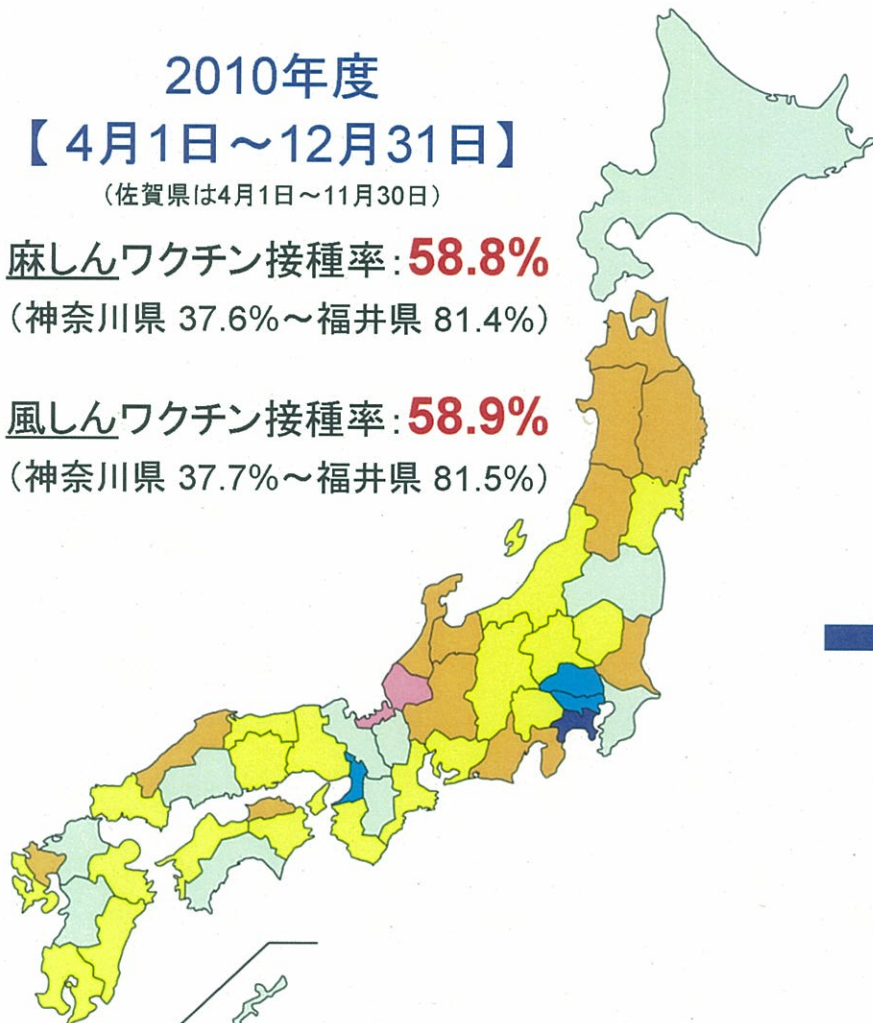 2010年度
【 4月1日～12月31日】
（佐賀県は4月1日～11月30日）
麻しんワクチン接種率：58.8%
（神奈川県 37.6%～福井県 81.4%）
風しんワクチン接種率：58.9%
（神奈川県 37.7%～福井県 81.5%）